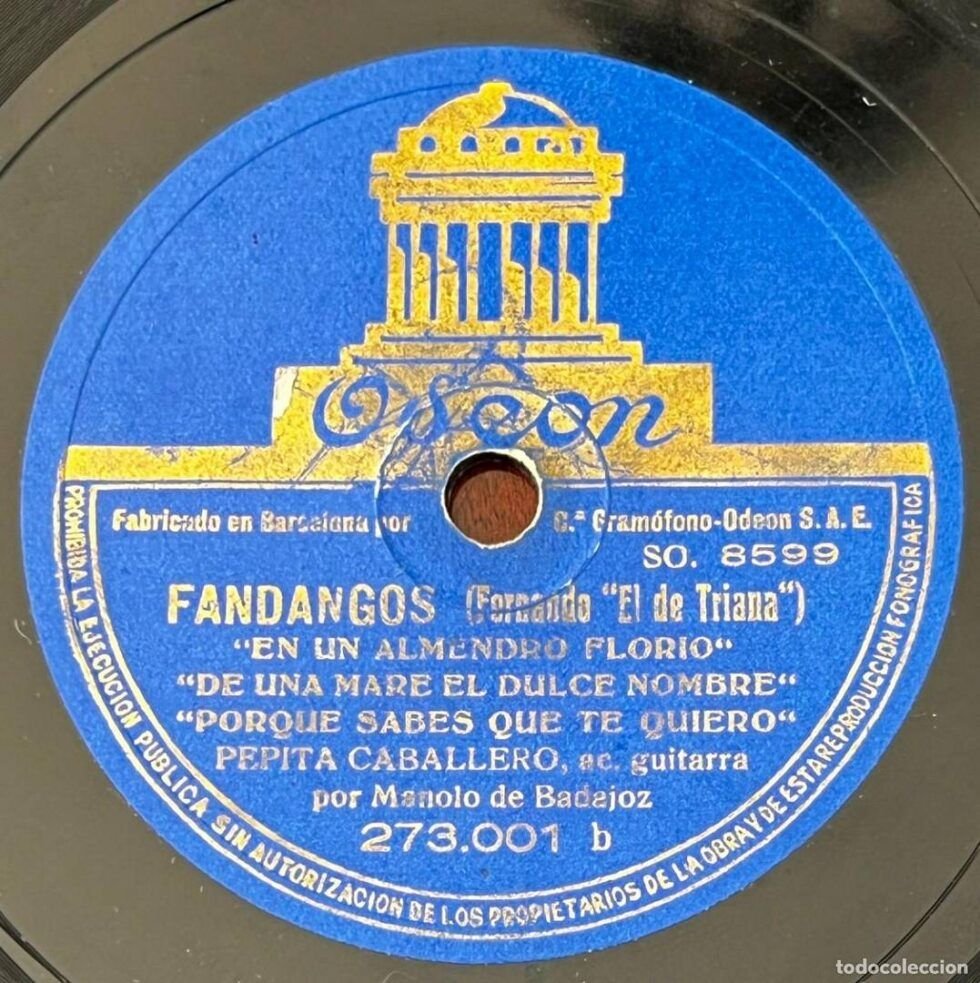 Odeon
Fabricado en Barcelona por C.ª Gramófono-Odeon S.A.E.
SO. 8599
FANDANGOS (Fernando "El de Triana")
"EN UN ALMENDRO FLORIO"
"DE UNA MARE EL DULCE NOMBRE"
"PORQUE SABES QUE TE QUIERO"
PEPITA CABALLERO, ac. guitarra
por Manolo de Badajoz
273.001 b
PROHIBIDA LA EJECUCION PUBLICA SIN AUTORIZACION DE LOS PROPIETARIOS DE LA OBRA Y DE ESTA REPRODUCCION FONOGRAFICA
todocoleccion